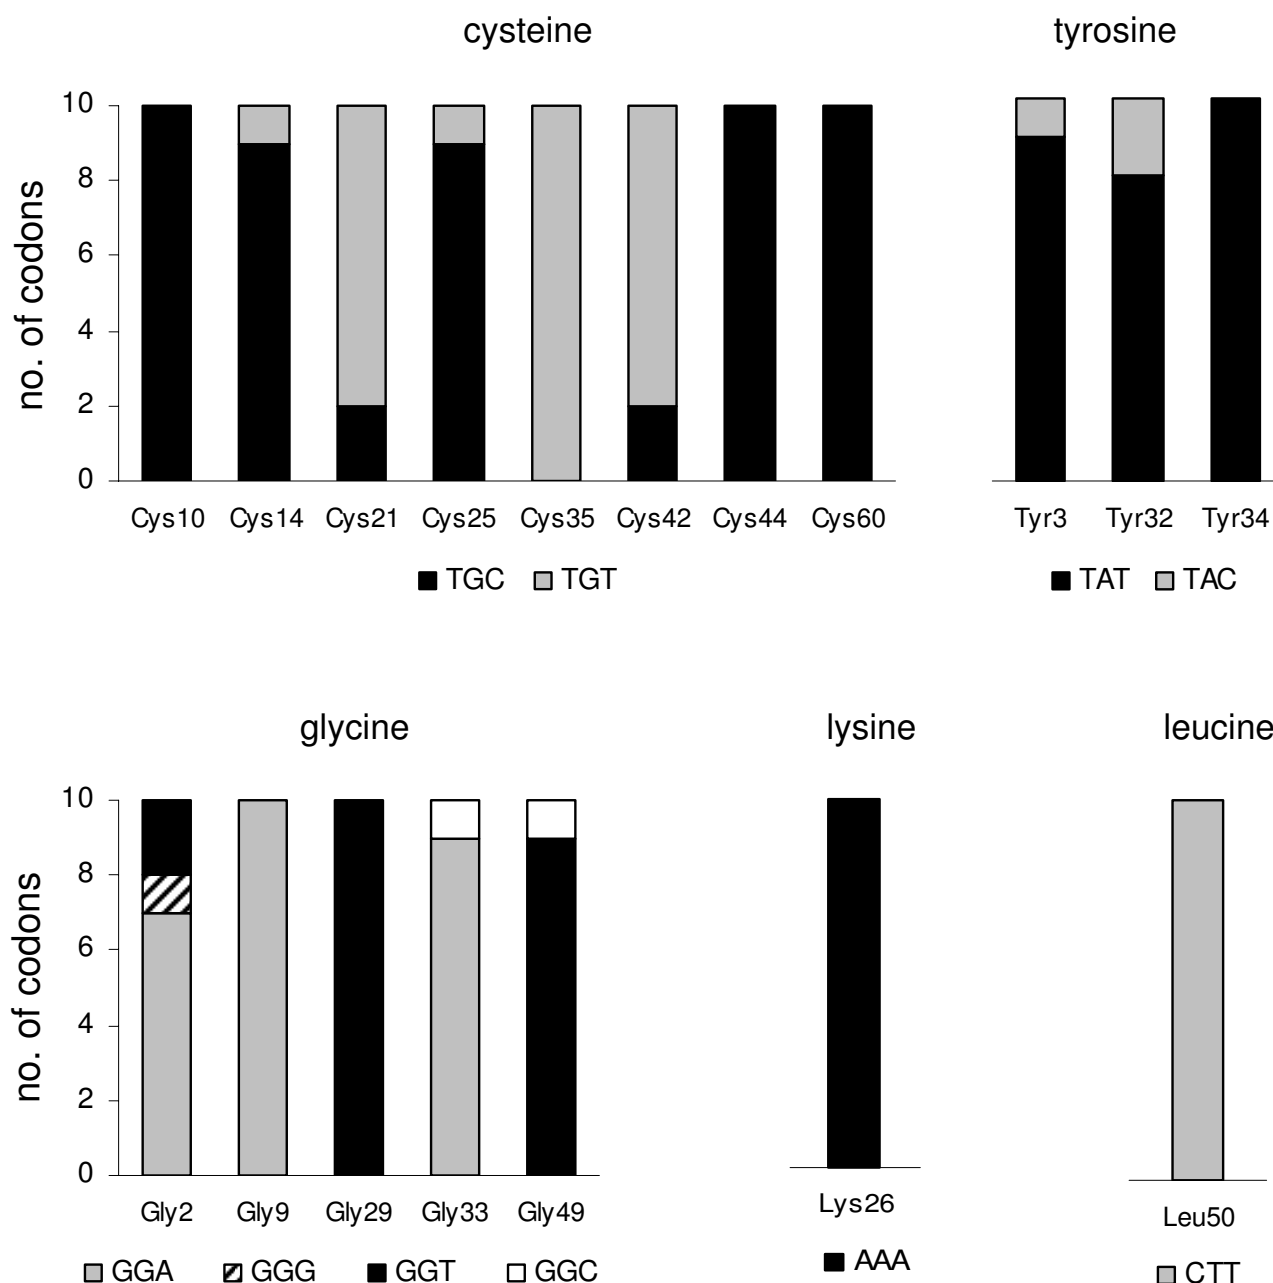 cysteine
tyrosine
no. of codons
10
8
6
4
2
0
Cys10 Cys14 Cys21 Cys25 Cys35 Cys42 Cys44 Cys60
Tyr3 Tyr32 Tyr34
TGC TGT
TAT TAC
glycine
lysine
leucine
no. of codons
10
8
6
4
2
0
Gly2 Gly9 Gly29 Gly33 Gly49
Lys26
Leu50
GGA GGG GGT GGC
AAA
CTT